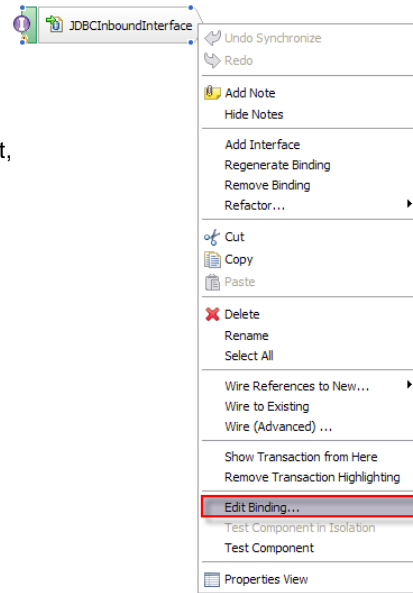 JDBCInboundInterface
Undo Synchronize
Redo
Add Note
Hide Notes
t,
Add Interface
Regenerate Binding
Remove Binding
Refactor...
Cut
Copy
Paste
Delete
Rename
Select All
Wire References to New...
Wire to Existing
Wire (Advanced) ...
Show Transaction from Here
Remove Transaction Highlighting
Edit Binding...
Test Component in Isolation
Test Component
Properties View